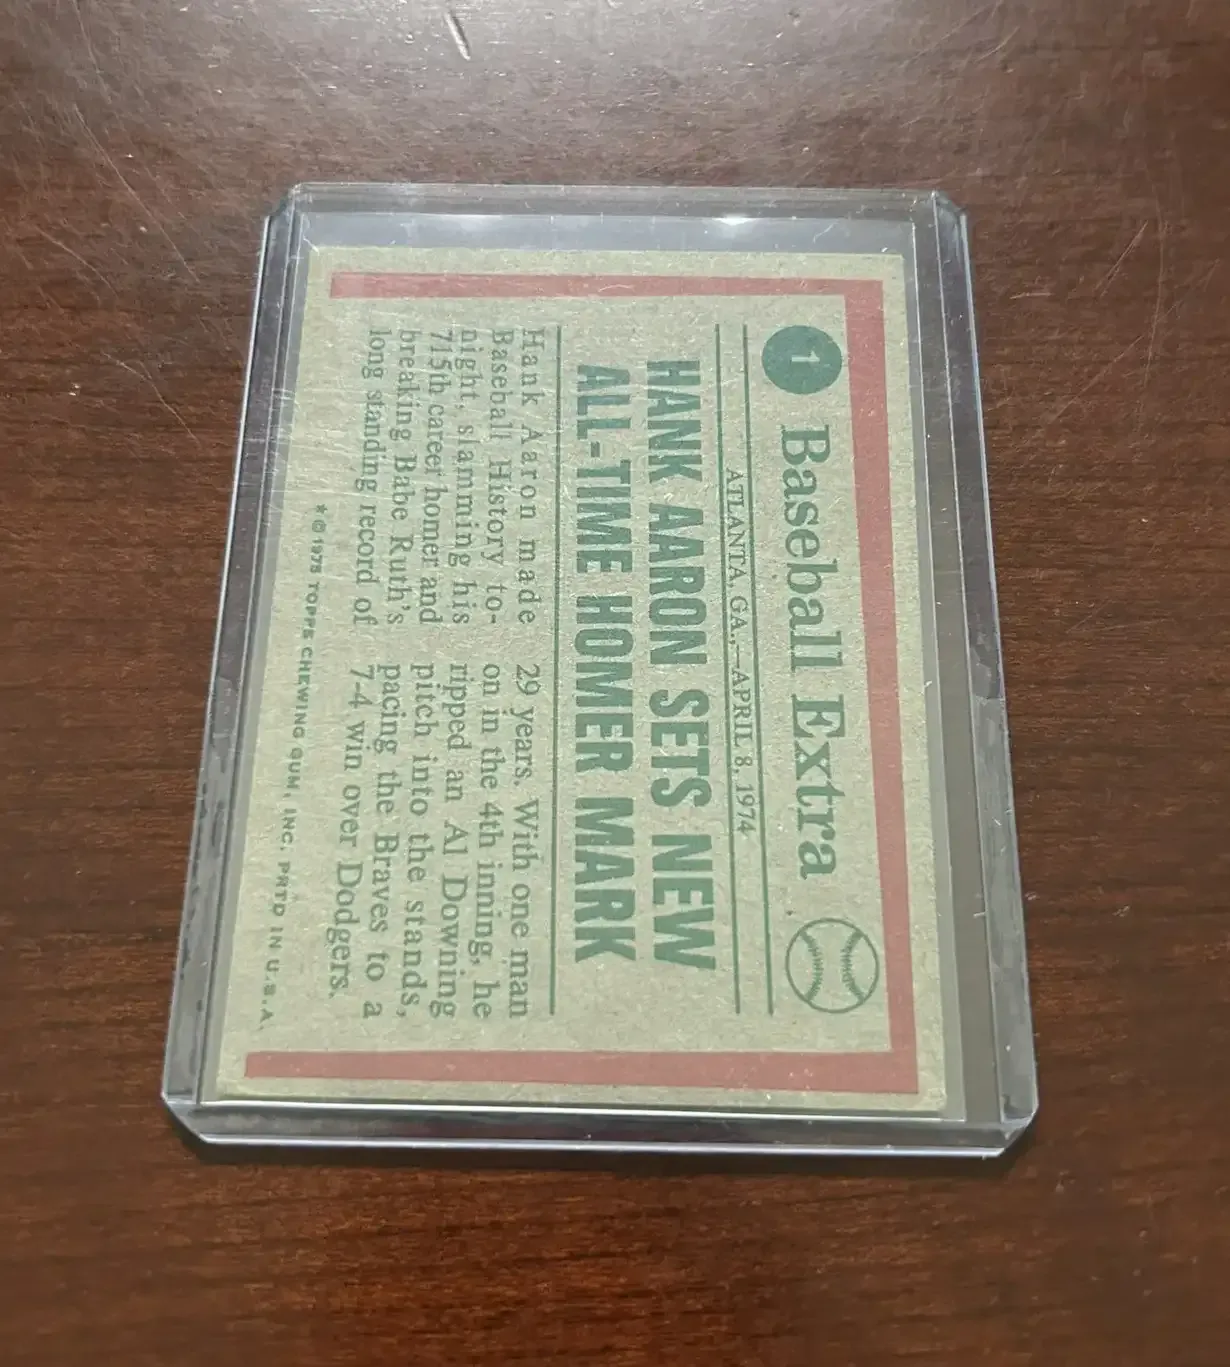 1
Baseball Extra
ATLANTA, GA.,—APRIL 8, 1974
HANK AARON SETS NEW
ALL-TIME HOMER MARK
Hank Aaron made
Baseball History to-
night, slamming his
715th career homer and
breaking Babe Ruth's
long standing record of
29 years. With one man
on in the 4th inning, he
ripped an Al Downing
pitch into the stands,
pacing the Braves to a
7-4 win over Dodgers.
*© 1975 TOPPS CHEWING GUM, INC. PRTD IN U.S.A.